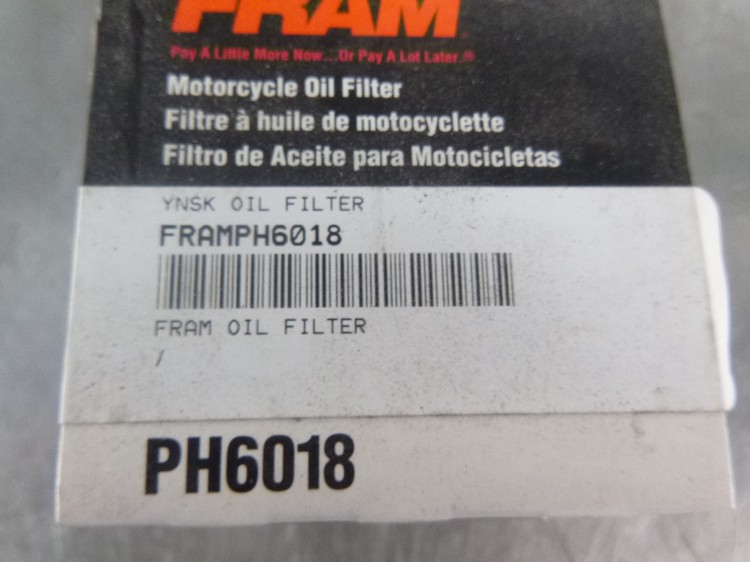 FRAM
Pay A Little More Now...Or Pay A Lot Later.®
Motorcycle Oil Filter
Filtre à huile de motocyclette
Filtro de Aceite para Motocicletas
YNSK OIL FILTER
FRAMPH6018
FRAM OIL FILTER
/
PH6018